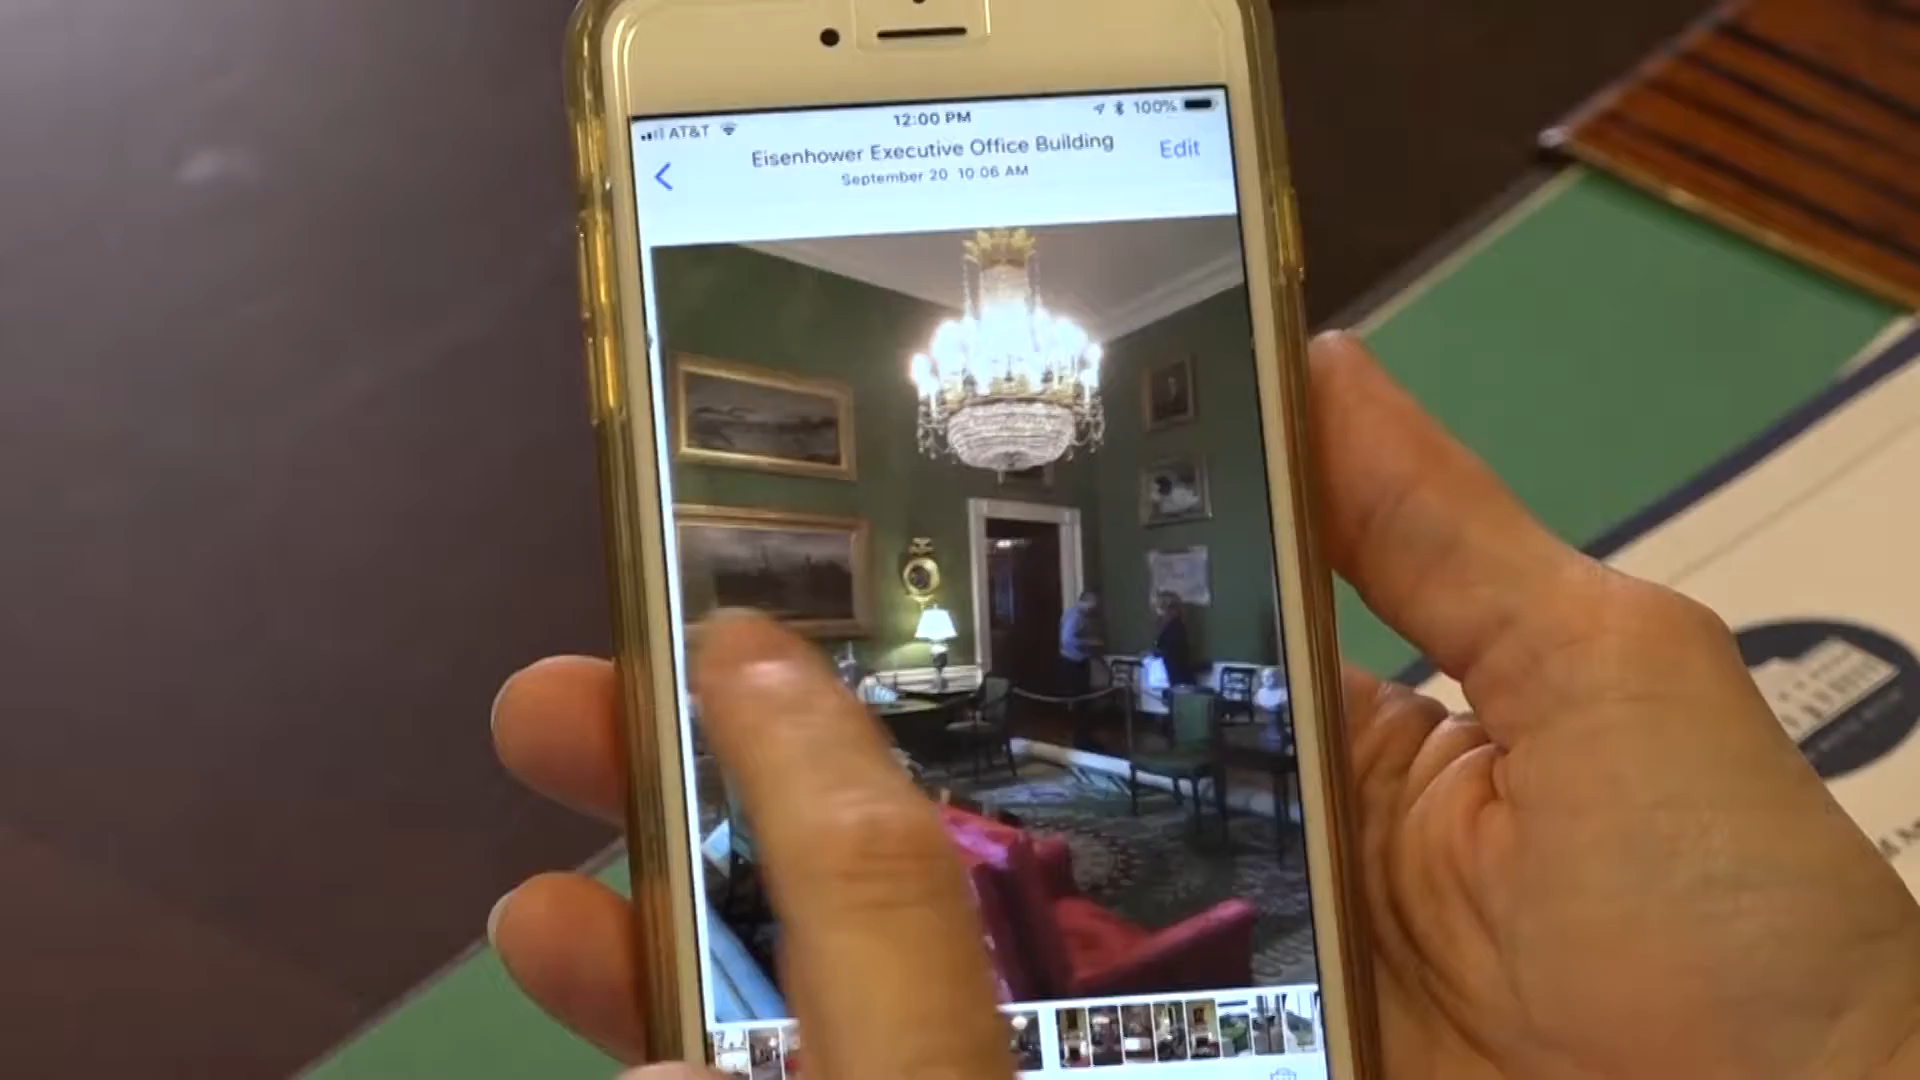 AT&T 12:00 PM 100%
Eisenhower Executive Office Building Edit
September 20 10:06 AM